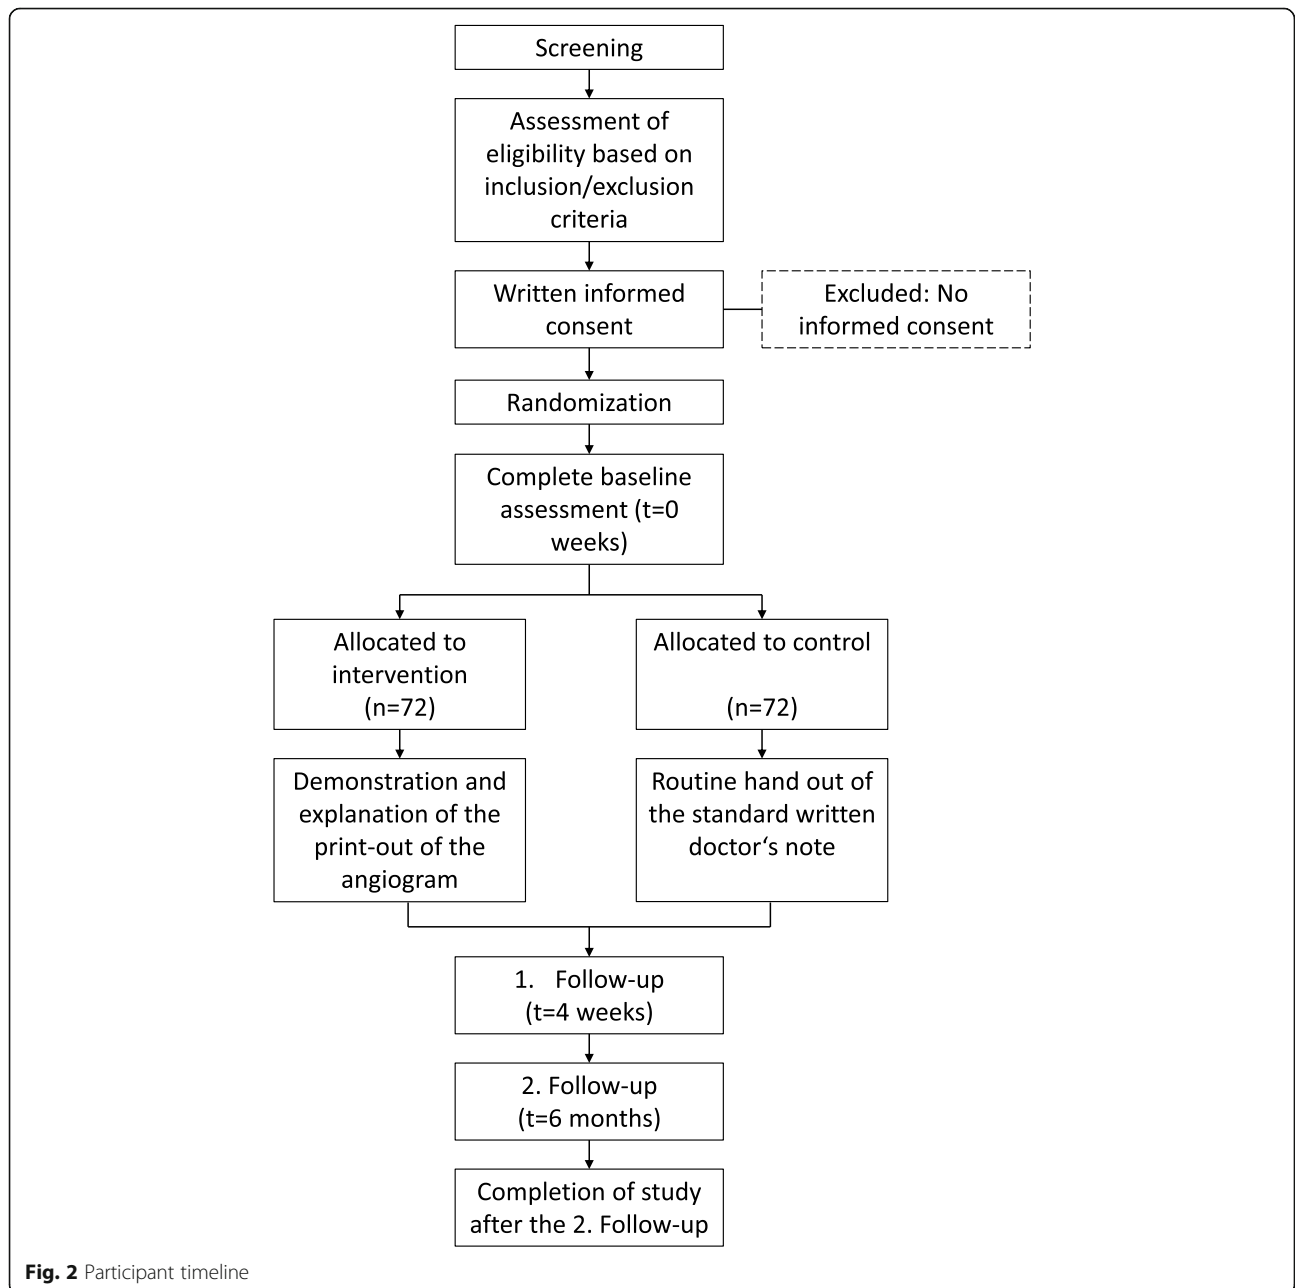 Screening
Assessment of
eligibility based on
inclusion/exclusion
criteria
Written informed
consent
Excluded: No
informed consent
Randomization
Complete baseline
assessment (t=0
weeks)
Allocated to
intervention
(n=72)
Allocated to control
(n=72)
Demonstration and
explanation of the
print-out of the
angiogram
Routine hand out of
the standard written
doctor‘s note
1. Follow-up
(t=4 weeks)
2. Follow-up
(t=6 months)
Completion of study
after the 2. Follow-up
Fig. 2 Participant timeline